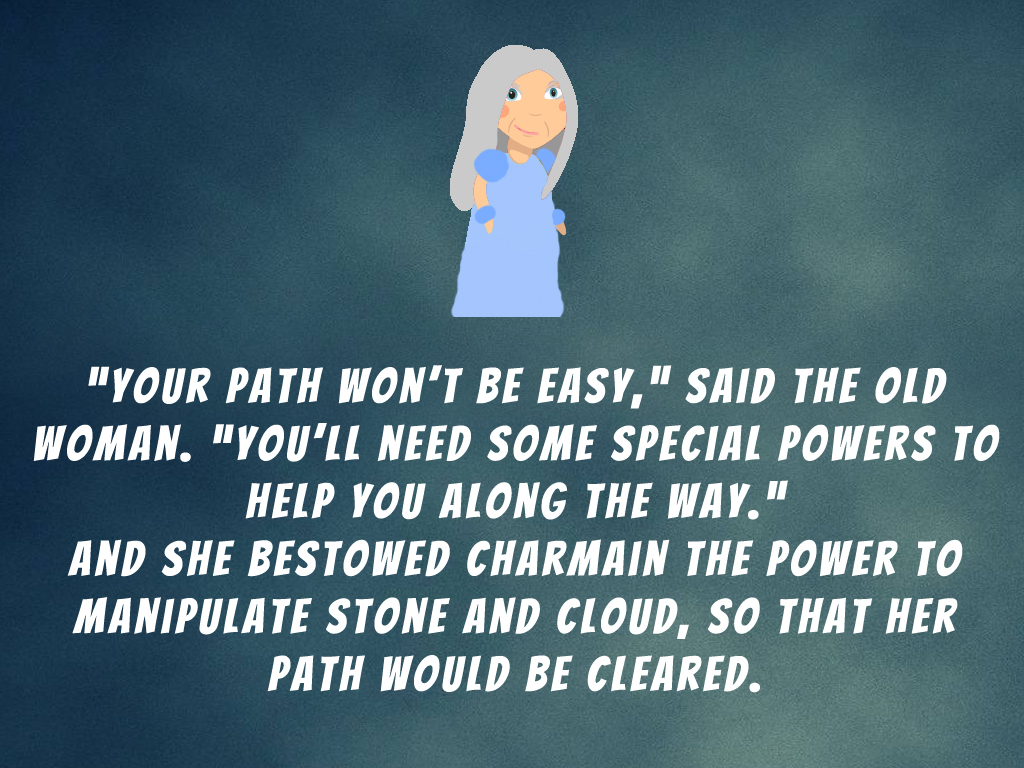 "YOUR PATH WON'T BE EASY," SAID THE OLD
WOMAN. "YOU'LL NEED SOME SPECIAL POWERS TO
HELP YOU ALONG THE WAY."
AND SHE BESTOWED CHARMAIN THE POWER TO
MANIPULATE STONE AND CLOUD, SO THAT HER
PATH WOULD BE CLEARED.